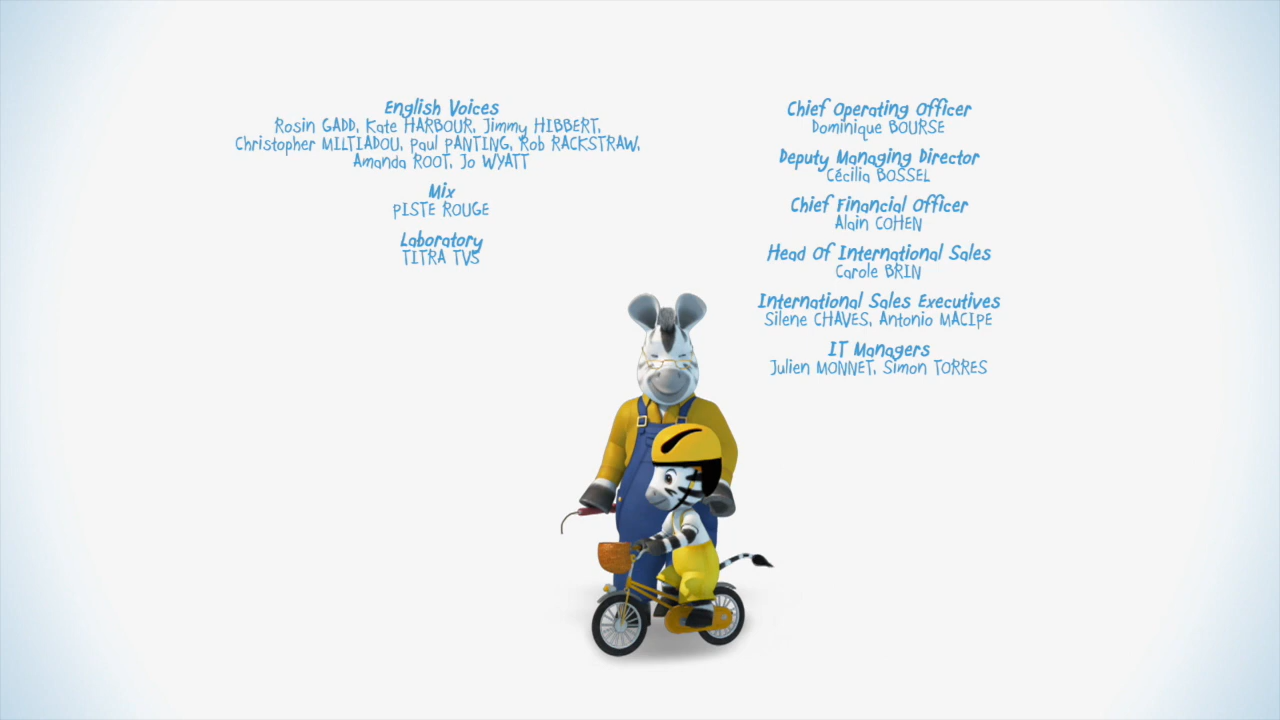 English Voices
Rosin GADD, Kate HARBOUR, Jimmy HIBBERT,
Christopher MILTIADOU, Paul PANTING, Rob RACKSTRAW,
Amanda ROOT, Jo WYATT
Mix
PISTE ROUGE
Laboratory
TITRA TVS
Chief Operating Officer
Dominique BOURSE
Deputy Managing Director
Cécilia BOSSEL
Chief Financial Officer
Alain COHEN
Head Of International Sales
Carole BRIN
International Sales Executives
Silene CHAVES, Antonio MACIPE
IT Managers
Julien MONNET, Simon TORRES